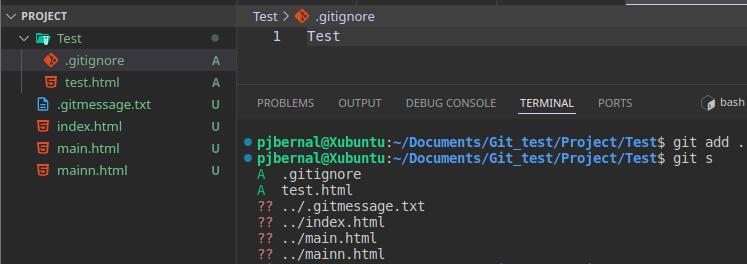 PROJECT
Test
.gitignore A
test.html A
.gitmessage.txt U
index.html U
main.html U
mainn.html U
Test > .gitignore
1 Test
PROBLEMS OUTPUT DEBUG CONSOLE TERMINAL PORTS bash
pjbernal@Xubuntu:~/Documents/Git_test/Project/Test$ git add .
pjbernal@Xubuntu:~/Documents/Git_test/Project/Test$ git s
A .gitignore
A test.html
?? ../.gitmessage.txt
?? ../index.html
?? ../main.html
?? ../mainn.html